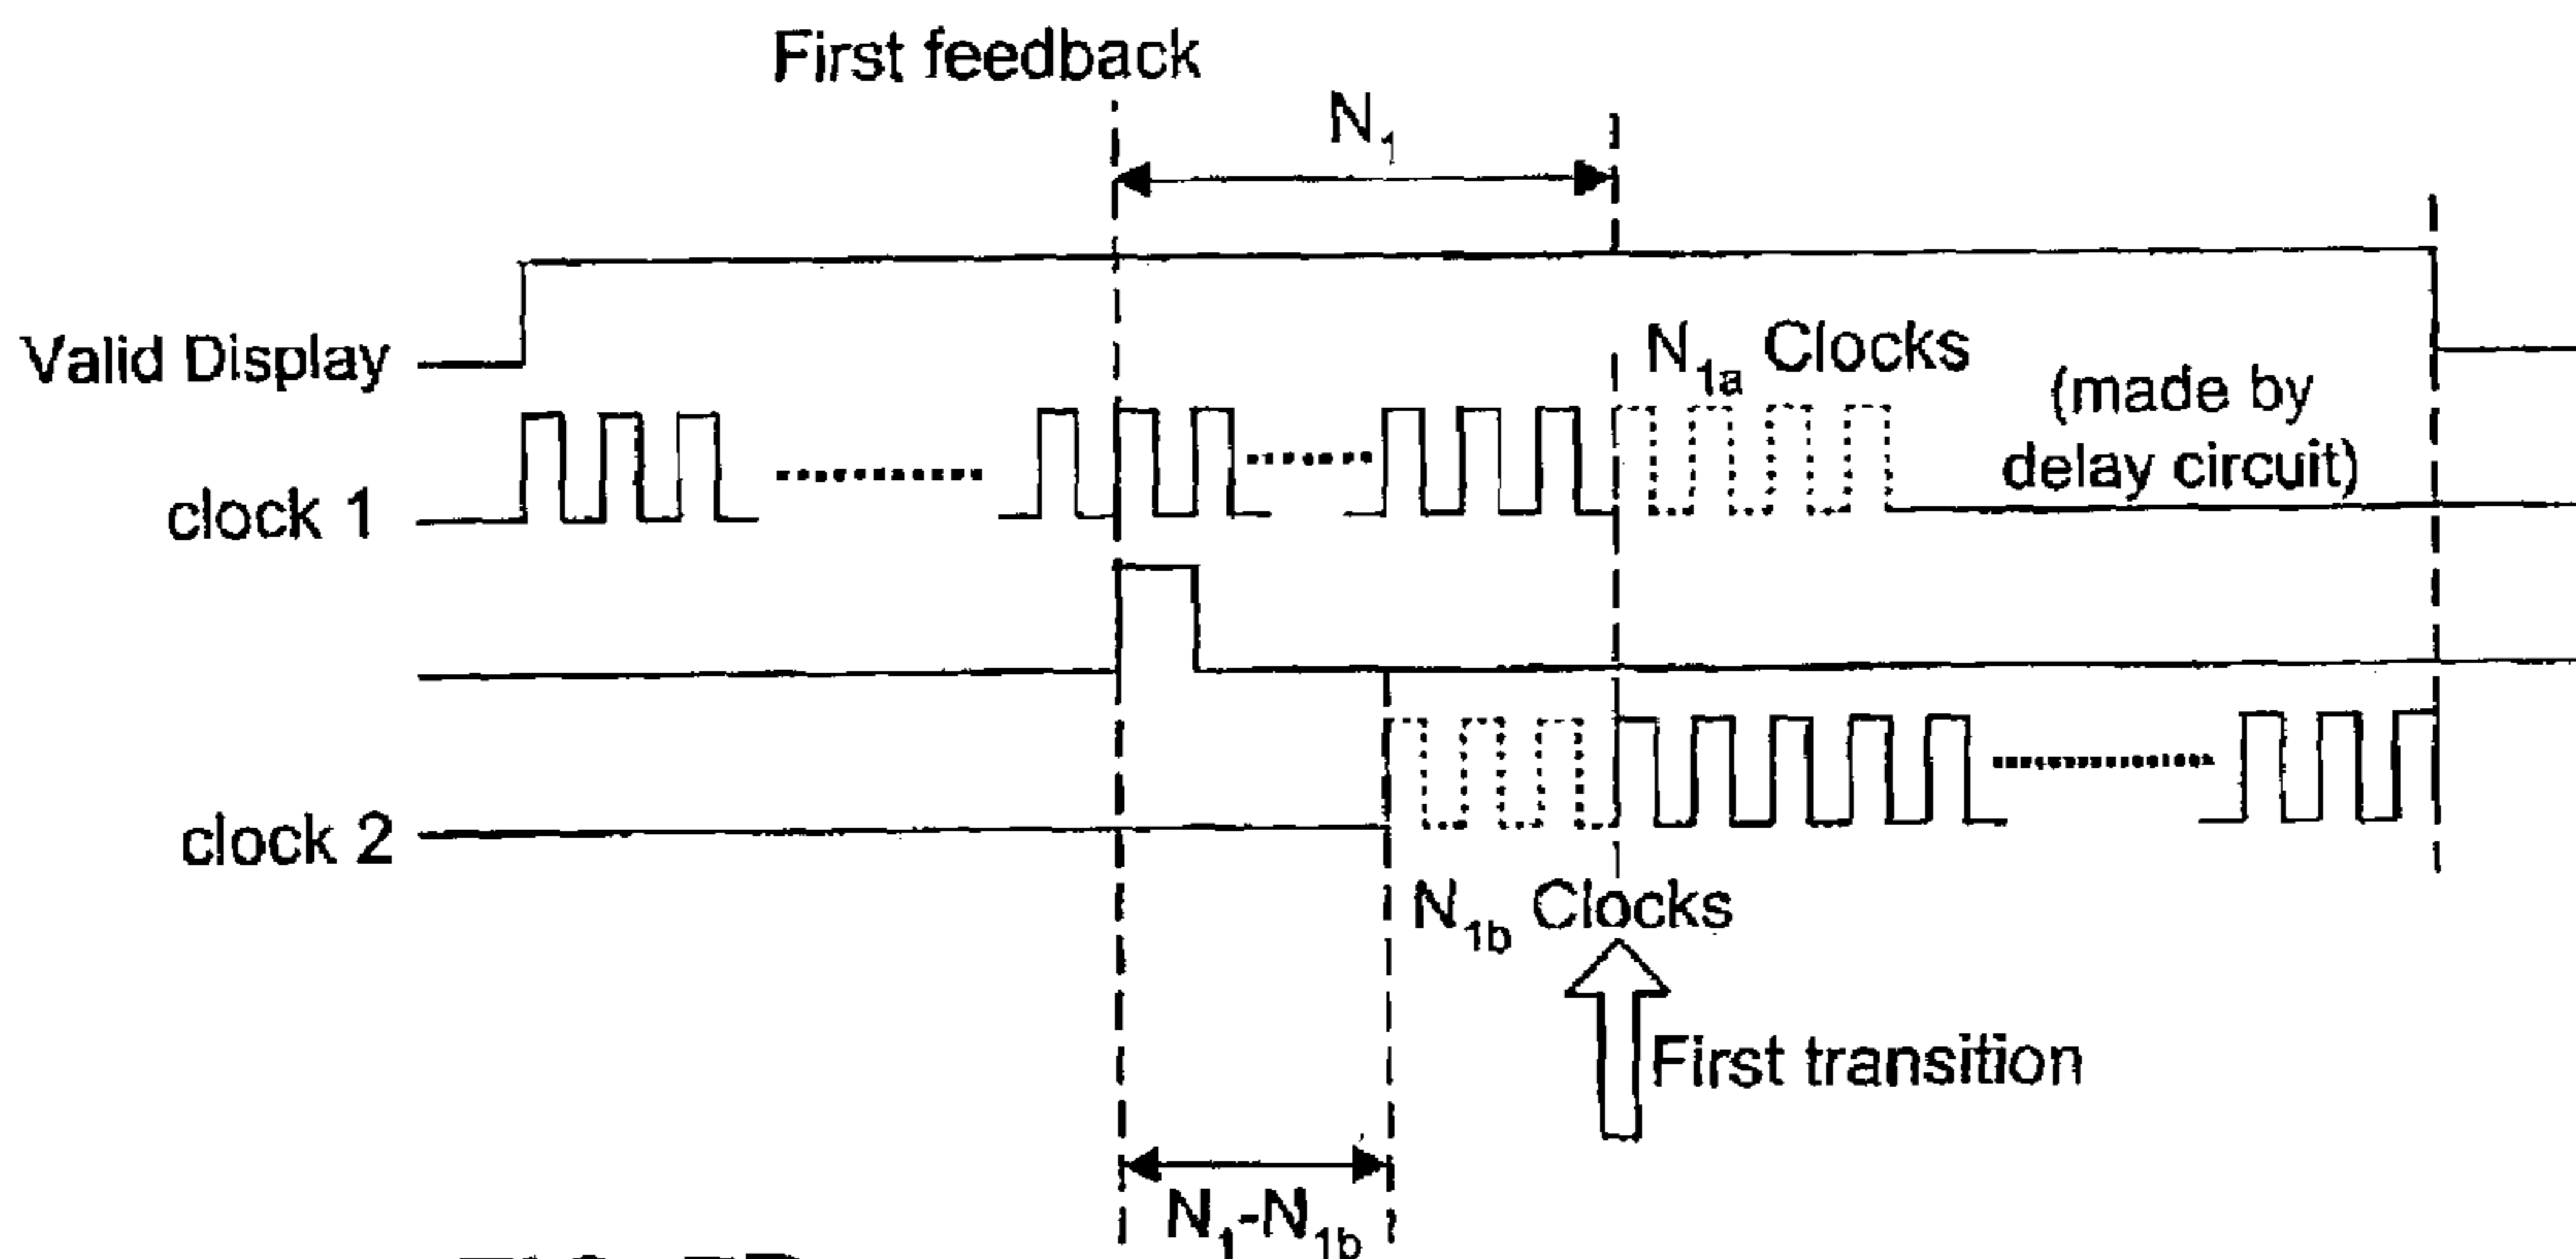 First feedback
N₁
Valid Display
N₁ₐ Clocks
(made by
delay circuit)
clock 1
clock 2
N₁b Clocks
First transition
N₁-N₁b